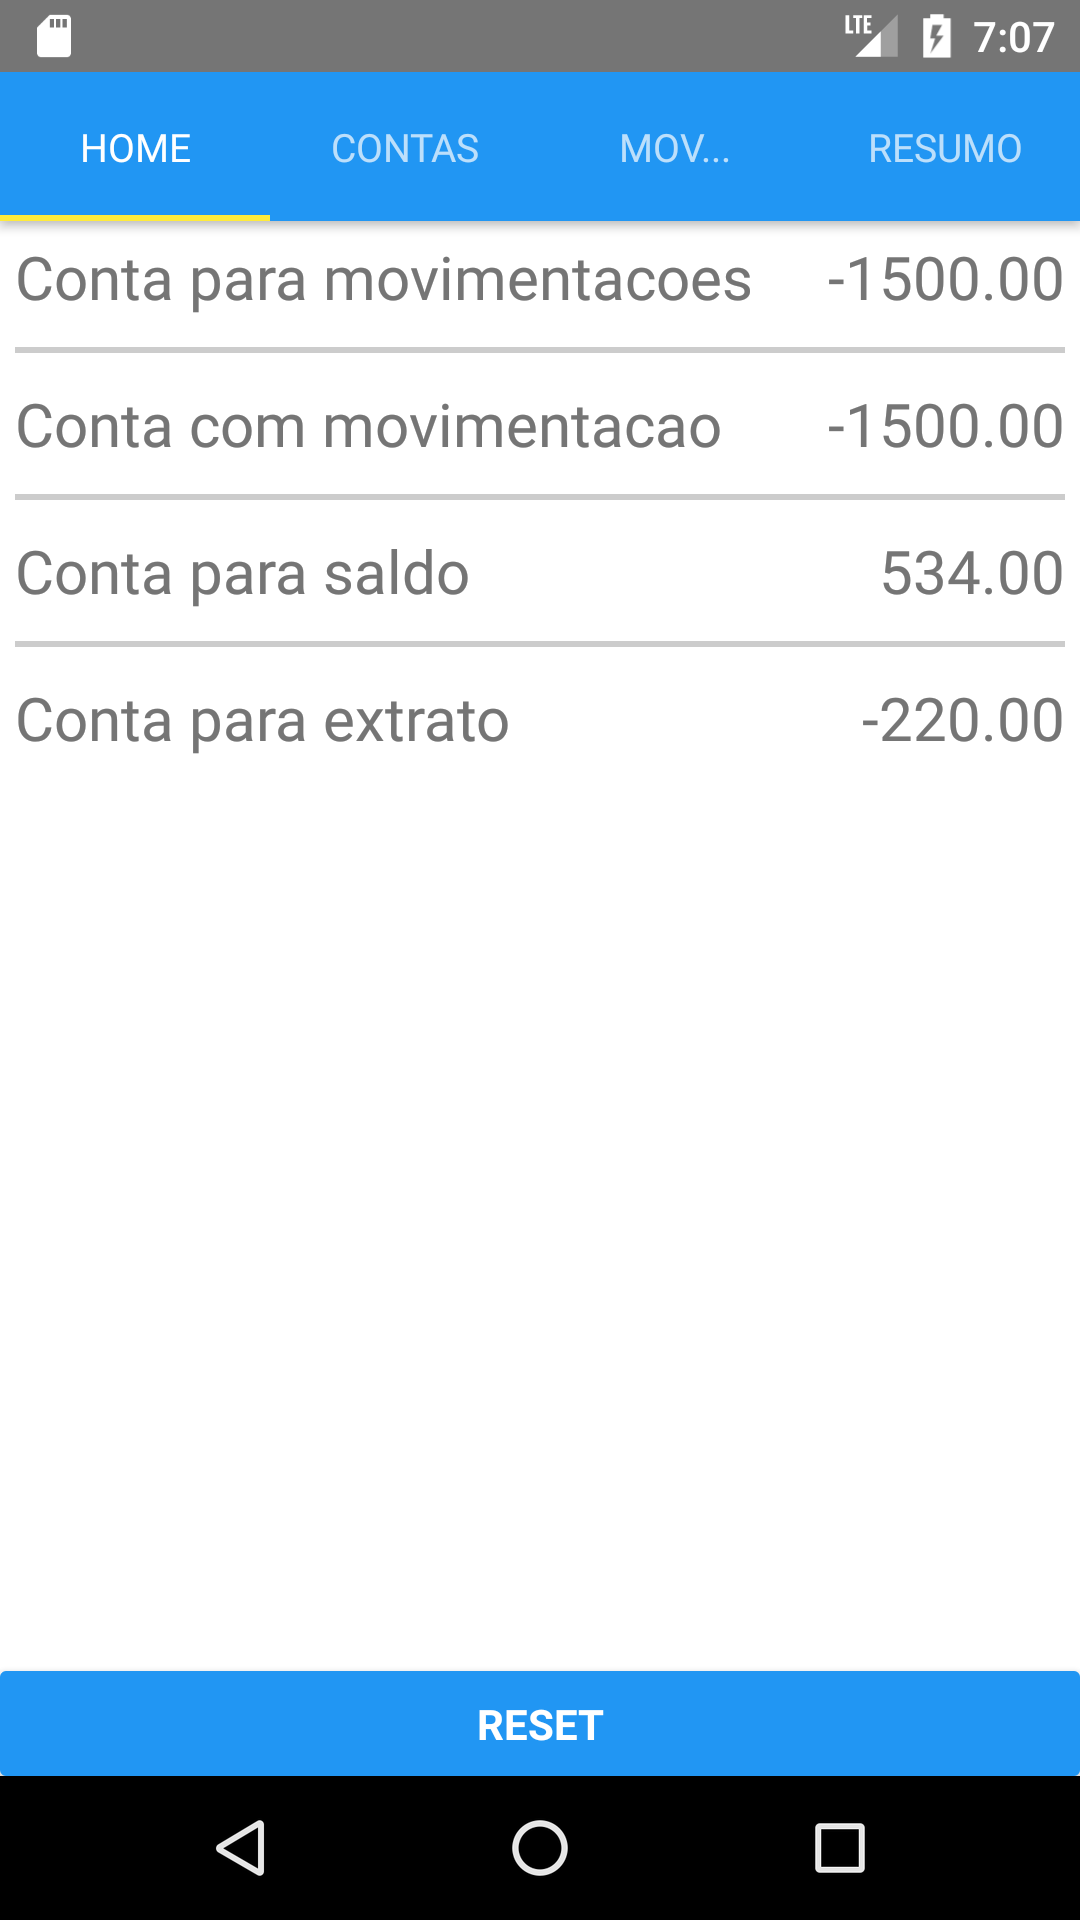 LTE 7:07
HOME CONTAS MOV... RESUMO
Conta para movimentacoes -1500.00
Conta com movimentacao -1500.00
Conta para saldo 534.00
Conta para extrato -220.00
RESET